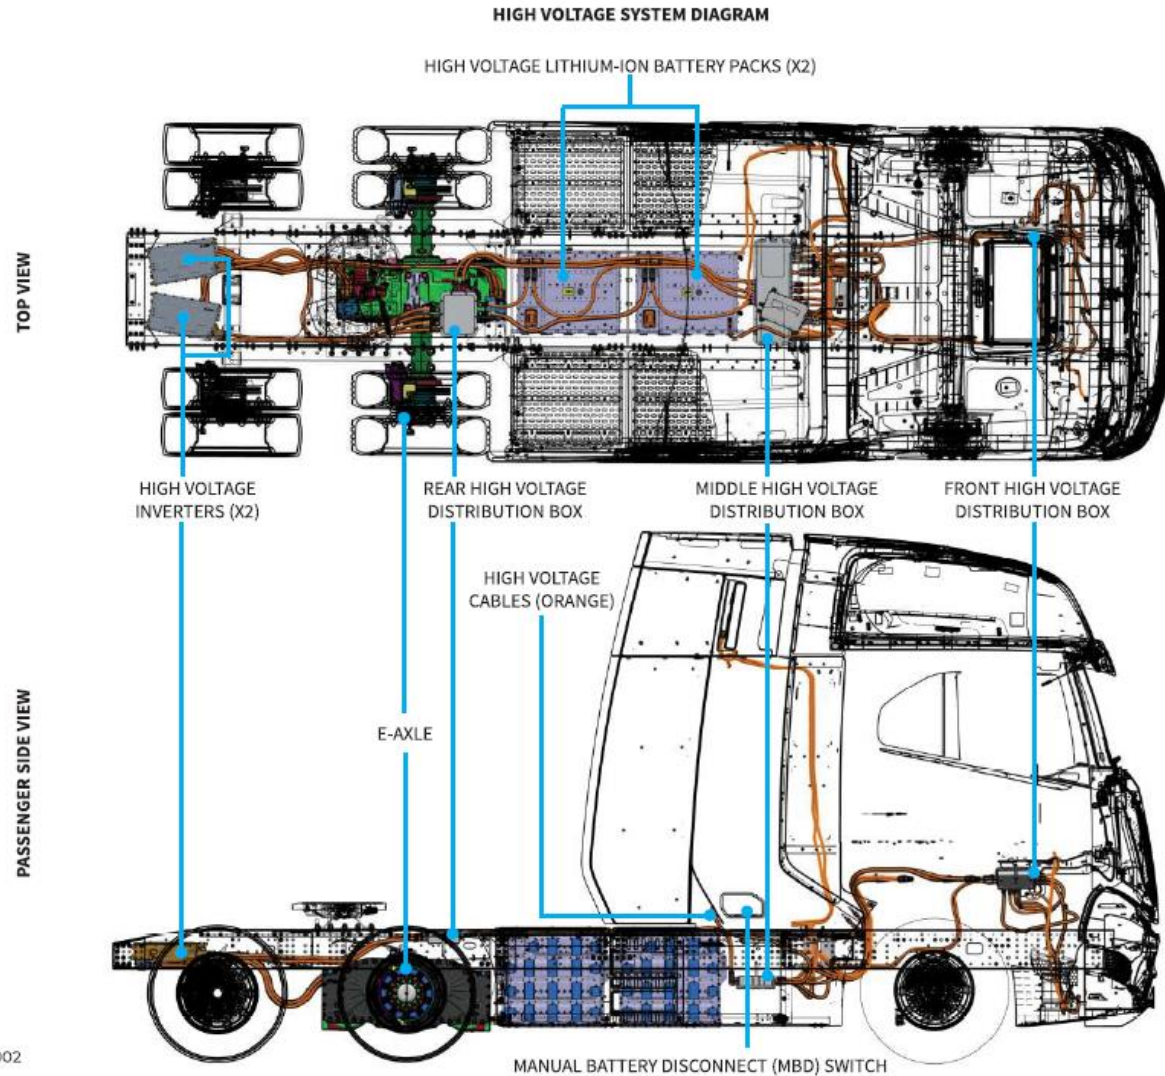 HIGH VOLTAGE SYSTEM DIAGRAM
HIGH VOLTAGE LITHIUM-ION BATTERY PACKS (X2)
TOP VIEW
HIGH VOLTAGE
INVERTERS (X2)
REAR HIGH VOLTAGE
DISTRIBUTION BOX
MIDDLE HIGH VOLTAGE
DISTRIBUTION BOX
FRONT HIGH VOLTAGE
DISTRIBUTION BOX
HIGH VOLTAGE
CABLES (ORANGE)
E-AXLE
PASSENGER SIDE VIEW
MANUAL BATTERY DISCONNECT (MBD) SWITCH
002